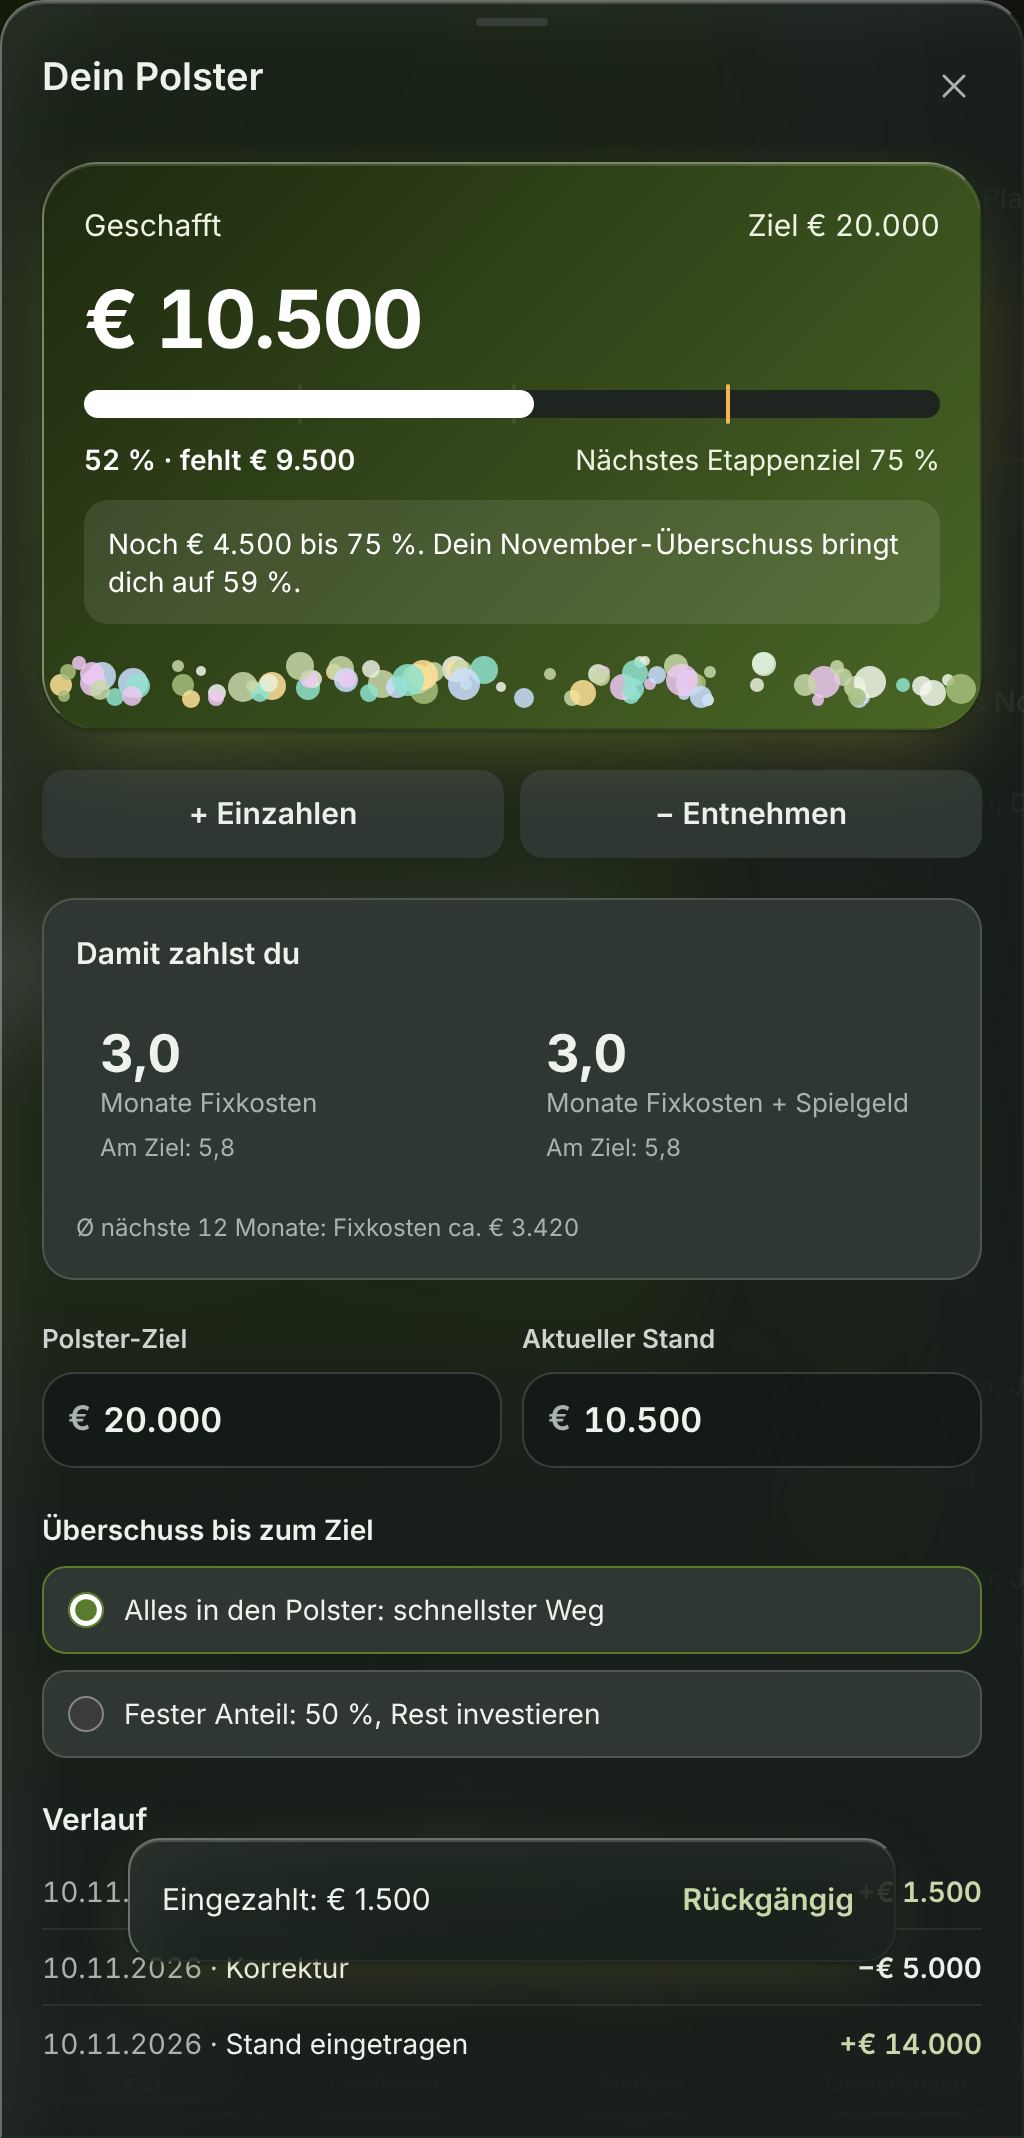 Dein Polster
Geschafft
Ziel € 20.000
€ 10.500
52 % · fehlt € 9.500
Nächstes Etappenziel 75 %
Noch € 4.500 bis 75 %. Dein November-Überschuss bringt
dich auf 59 %.
+ Einzahlen
− Entnehmen
Damit zahlst du
3,0
Monate Fixkosten
Am Ziel: 5,8
3,0
Monate Fixkosten + Spielgeld
Am Ziel: 5,8
Ø nächste 12 Monate: Fixkosten ca. € 3.420
Polster-Ziel
Aktueller Stand
€ 20.000
€ 10.500
Überschuss bis zum Ziel
Alles in den Polster: schnellster Weg
Fester Anteil: 50 %, Rest investieren
Verlauf
10.11.
+€ 1.500
Eingezahlt: € 1.500
Rückgängig
10.11.2026 · Korrektur
−€ 5.000
10.11.2026 · Stand eingetragen
+€ 14.000
Monat
Positionen
Analyse
Einstellungen